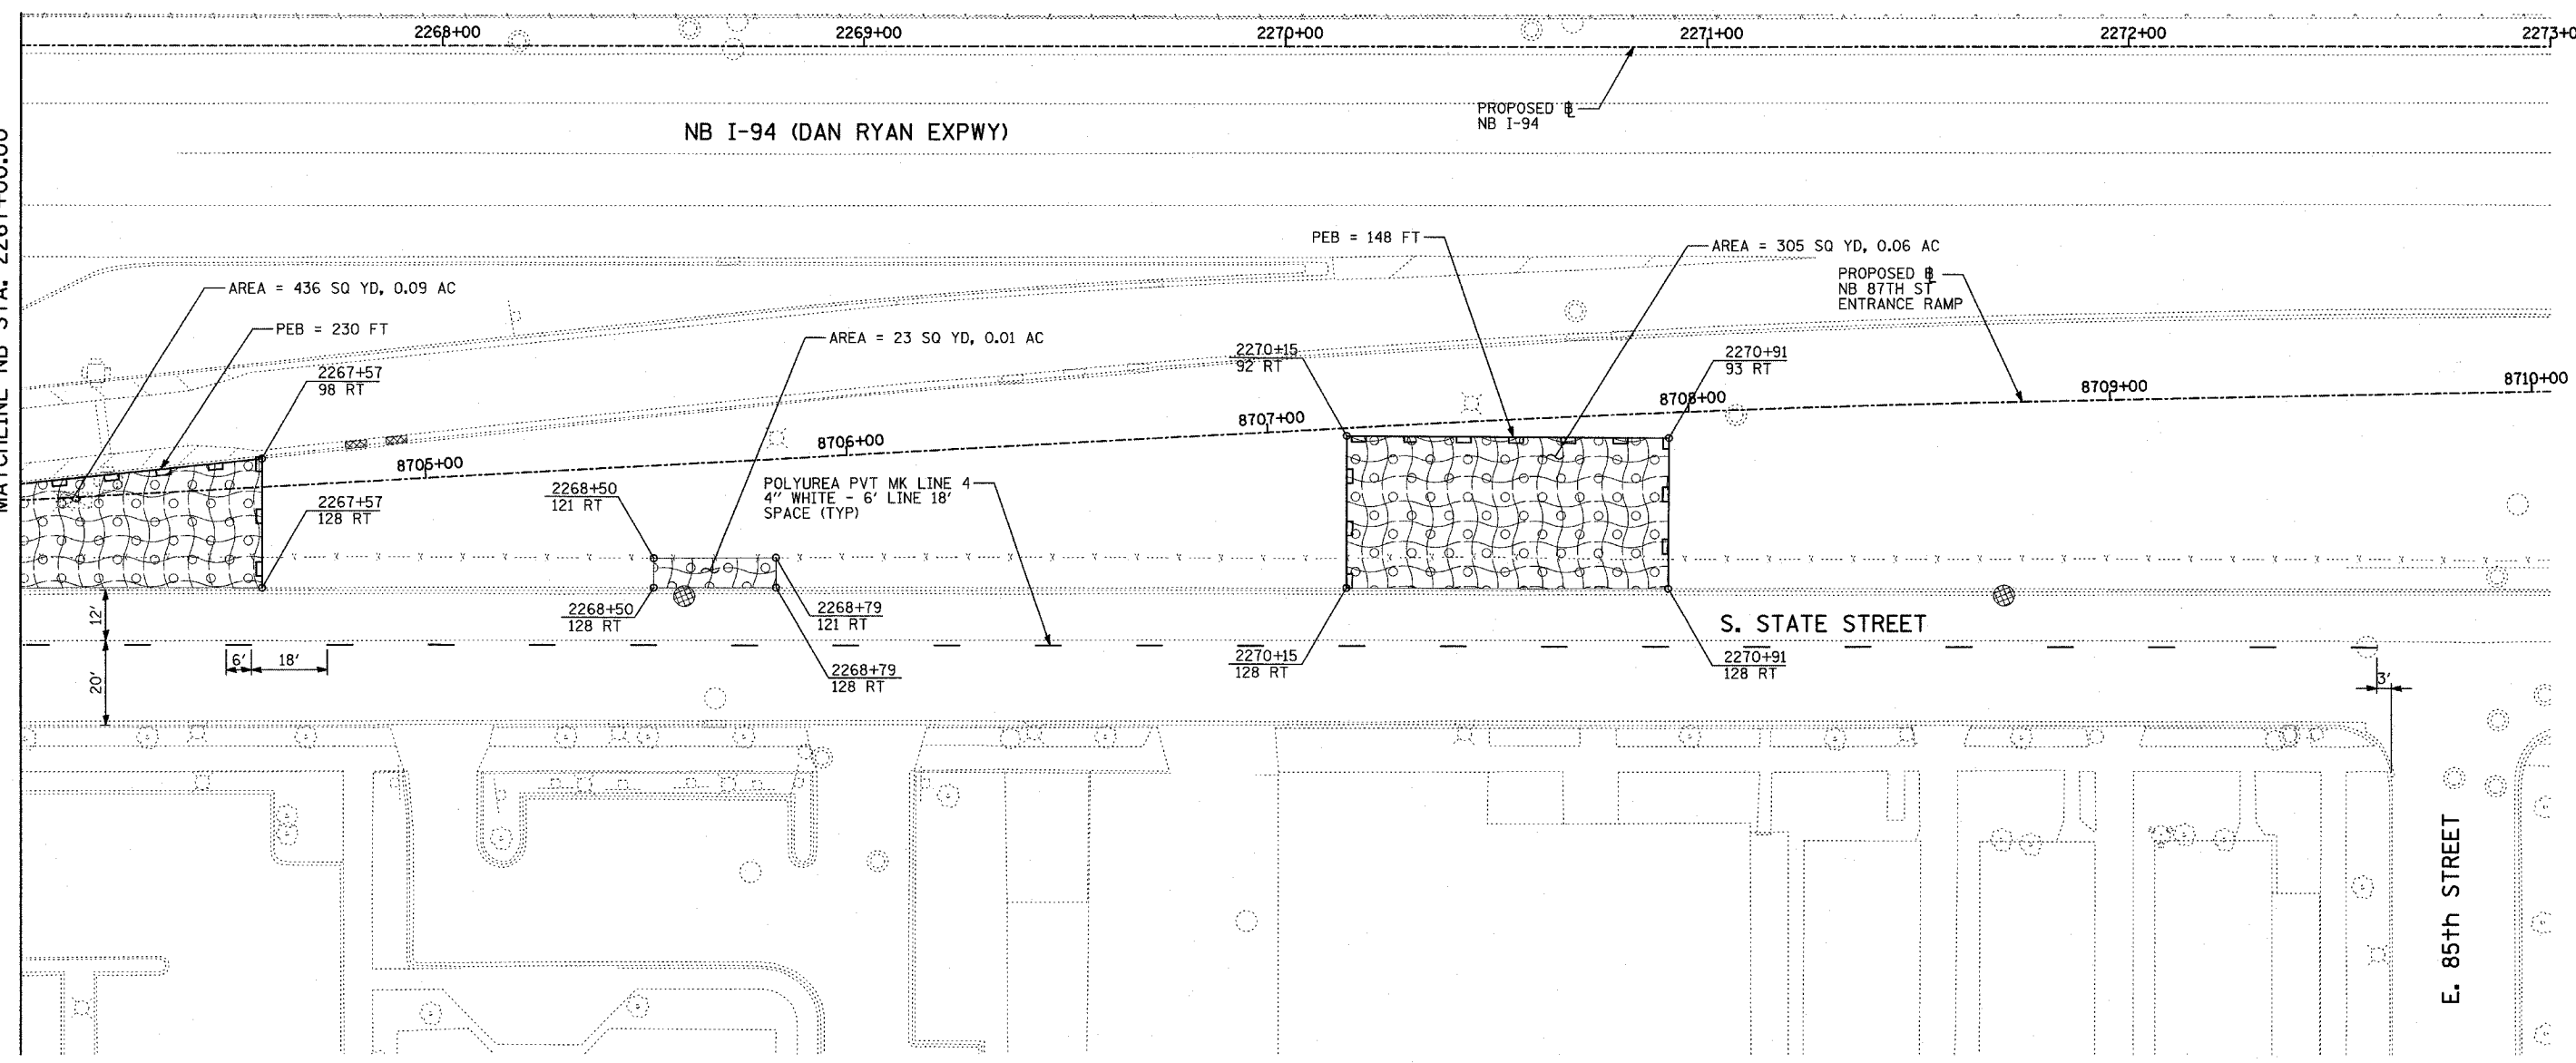 2268+00
2269+00
2270+00
2271+00
2272+00
2273+0
PROPOSED
NB I-94
NB I-94 (DAN RYAN EXPWY)
MATCHLINE NB STA.
PEB = 148 FT
AREA = 305 SQ YD, 0.06 AC
PROPOSED
NB 87TH ST
ENTRANCE RAMP
AREA = 436 SQ YD, 0.09 AC
PEB = 230 FT
AREA = 23 SQ YD, 0.01 AC
2267+57
98 RT
2270+15
92 RT
2270+91
93 RT
8705+00
8706+00
8707+00
8708+00
8709+00
8710+00
2267+57
128 RT
2268+50
121 RT
POLYUREA PVT MK LINE 4
4" WHITE - 6' LINE 18'
SPACE (TYP)
2268+50
128 RT
2268+79
121 RT
2268+79
128 RT
2270+15
128 RT
2270+91
128 RT
S. STATE STREET
12'
20'
6'
18'
3'
E. 85th STREET